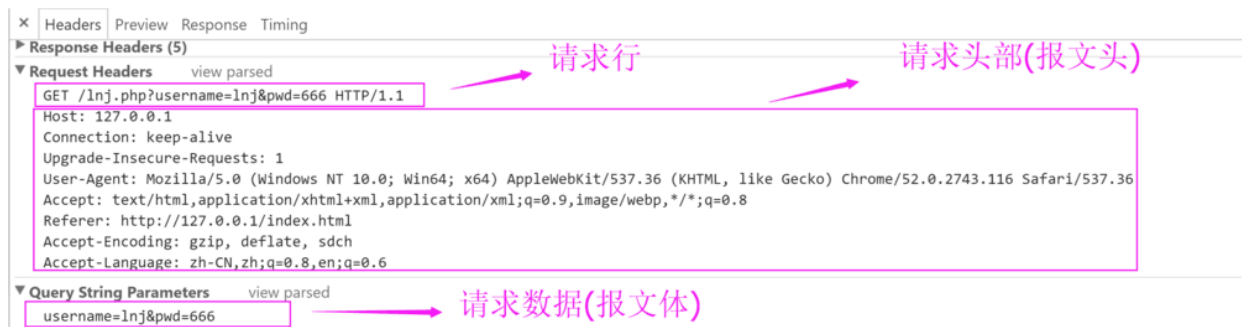 × Headers Preview Response Timing
▶ Response Headers (5)
请求行
请求头部(报文头)
▼ Request Headers view parsed
GET /lnj.php?username=lnj&pwd=666 HTTP/1.1
Host: 127.0.0.1
Connection: keep-alive
Upgrade-Insecure-Requests: 1
User-Agent: Mozilla/5.0 (Windows NT 10.0; Win64; x64) AppleWebKit/537.36 (KHTML, like Gecko) Chrome/52.0.2743.116 Safari/537.36
Accept: text/html,application/xhtml+xml,application/xml;q=0.9,image/webp,*/*;q=0.8
Referer: http://127.0.0.1/index.html
Accept-Encoding: gzip, deflate, sdch
Accept-Language: zh-CN,zh;q=0.8,en;q=0.6
▼ Query String Parameters view parsed
请求数据(报文体)
username=lnj&pwd=666